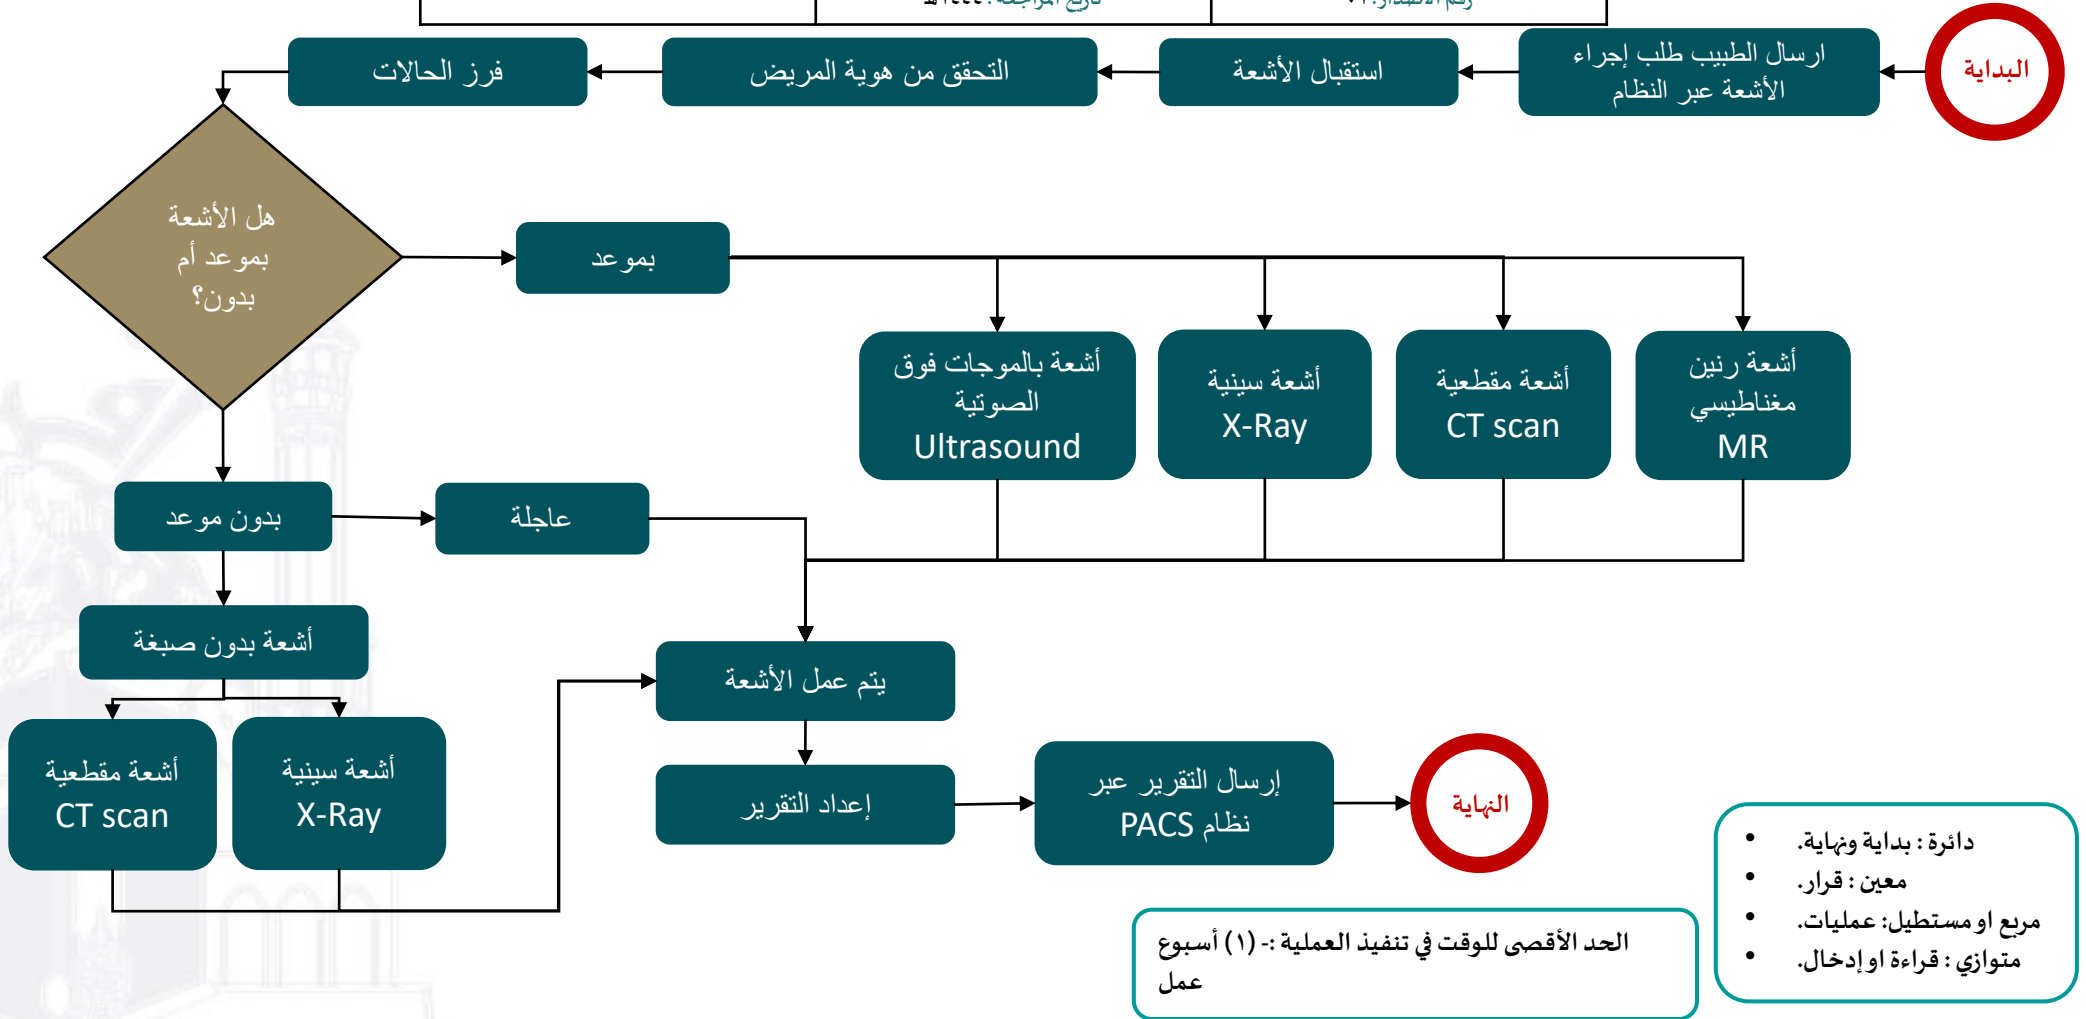 البداية
ارسال الطبيب طلب إجراء
الأشعة عبر النظام
استقبال الأشعة
التحقق من هوية المريض
فرز الحالات
هل الأشعة
بموعد أم
بدون؟
بموعد
أشعة رنين
مغناطيسي
MR
أشعة مقطعية
CT scan
أشعة سينية
X-Ray
أشعة بالموجات فوق
الصوتية
Ultrasound
بدون موعد
عاجلة
أشعة بدون صبغة
أشعة سينية
X-Ray
أشعة مقطعية
CT scan
يتم عمل الأشعة
إعداد التقرير
إرسال التقرير عبر
نظام PACS
النهاية
• دائرة : بداية ونهاية.
• معين : قرار.
• مربع او مستطيل: عمليات.
• متوازي : قراءة او إدخال.
الحد الأقصى للوقت في تنفيذ العملية :- (١) أسبوع
عمل